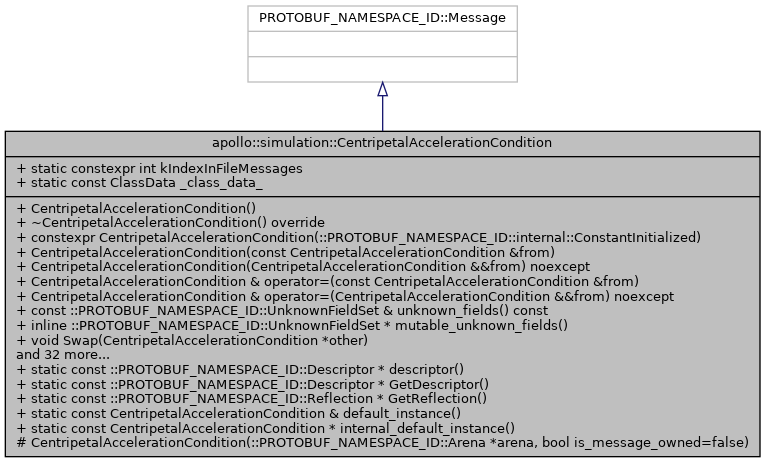 PROTOBUF_NAMESPACE_ID::Message
apollo::simulation::CentripetalAccelerationCondition
+ static constexpr int kIndexInFileMessages
+ static const ClassData _class_data_
+ CentripetalAccelerationCondition()
+ ~CentripetalAccelerationCondition() override
+ constexpr CentripetalAccelerationCondition(::PROTOBUF_NAMESPACE_ID::internal::ConstantInitialized)
+ CentripetalAccelerationCondition(const CentripetalAccelerationCondition &from)
+ CentripetalAccelerationCondition(CentripetalAccelerationCondition &&from) noexcept
+ CentripetalAccelerationCondition & operator=(const CentripetalAccelerationCondition &from)
+ CentripetalAccelerationCondition & operator=(CentripetalAccelerationCondition &&from) noexcept
+ const ::PROTOBUF_NAMESPACE_ID::UnknownFieldSet & unknown_fields() const
+ inline ::PROTOBUF_NAMESPACE_ID::UnknownFieldSet * mutable_unknown_fields()
+ void Swap(CentripetalAccelerationCondition *other)
and 32 more...
+ static const ::PROTOBUF_NAMESPACE_ID::Descriptor * descriptor()
+ static const ::PROTOBUF_NAMESPACE_ID::Descriptor * GetDescriptor()
+ static const ::PROTOBUF_NAMESPACE_ID::Reflection * GetReflection()
+ static const CentripetalAccelerationCondition & default_instance()
+ static const CentripetalAccelerationCondition * internal_default_instance()
# CentripetalAccelerationCondition(::PROTOBUF_NAMESPACE_ID::Arena *arena, bool is_message_owned=false)